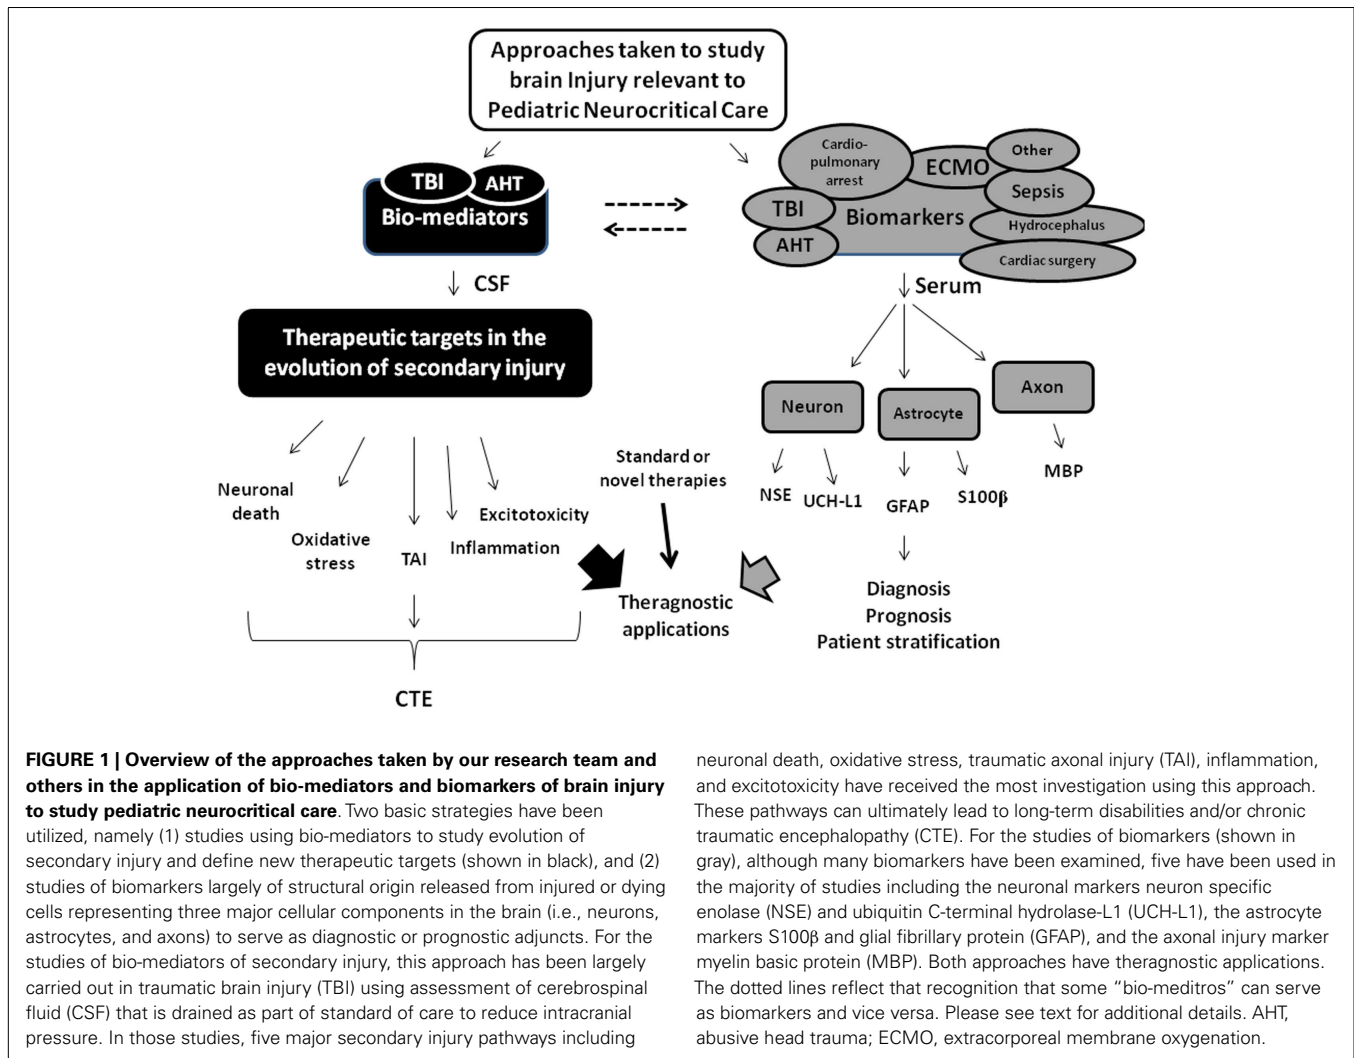 Approaches taken to study
brain Injury relevant to
Pediatric Neurocritical Care
TBI
AHT
Bio-mediators
Cardio-
pulmonary
arrest
ECMO
Other
Sepsis
TBI
Biomarkers
Hydrocephalus
AHT
Cardiac surgery
CSF
Serum
Therapeutic targets in the
evolution of secondary injury
Neuron
Astrocyte
Axon
Neuronal
death
Oxidative
stress
TAI
Inflammation
Excitotoxicity
Standard or
novel therapies
NSE
UCH-L1
GFAP
S100β
MBP
Theragnostic
applications
Diagnosis
Prognosis
Patient stratification
CTE
FIGURE 1 | Overview of the approaches taken by our research team and
others in the application of bio-mediators and biomarkers of brain injury
to study pediatric neurocritical care. Two basic strategies have been
utilized, namely (1) studies using bio-mediators to study evolution of
secondary injury and define new therapeutic targets (shown in black), and (2)
studies of biomarkers largely of structural origin released from injured or dying
cells representing three major cellular components in the brain (i.e., neurons,
astrocytes, and axons) to serve as diagnostic or prognostic adjuncts. For the
studies of bio-mediators of secondary injury, this approach has been largely
carried out in traumatic brain injury (TBI) using assessment of cerebrospinal
fluid (CSF) that is drained as part of standard of care to reduce intracranial
pressure. In those studies, five major secondary injury pathways including
neuronal death, oxidative stress, traumatic axonal injury (TAI), inflammation,
and excitotoxicity have received the most investigation using this approach.
These pathways can ultimately lead to long-term disabilities and/or chronic
traumatic encephalopathy (CTE). For the studies of biomarkers (shown in
gray), although many biomarkers have been examined, five have been used in
the majority of studies including the neuronal markers neuron specific
enolase (NSE) and ubiquitin C-terminal hydrolase-L1 (UCH-L1), the astrocyte
markers S100β and glial fibrillary protein (GFAP), and the axonal injury marker
myelin basic protein (MBP). Both approaches have theragnostic applications.
The dotted lines reflect that recognition that some “bio-meditros” can serve
as biomarkers and vice versa. Please see text for additional details. AHT,
abusive head trauma; ECMO, extracorporeal membrane oxygenation.